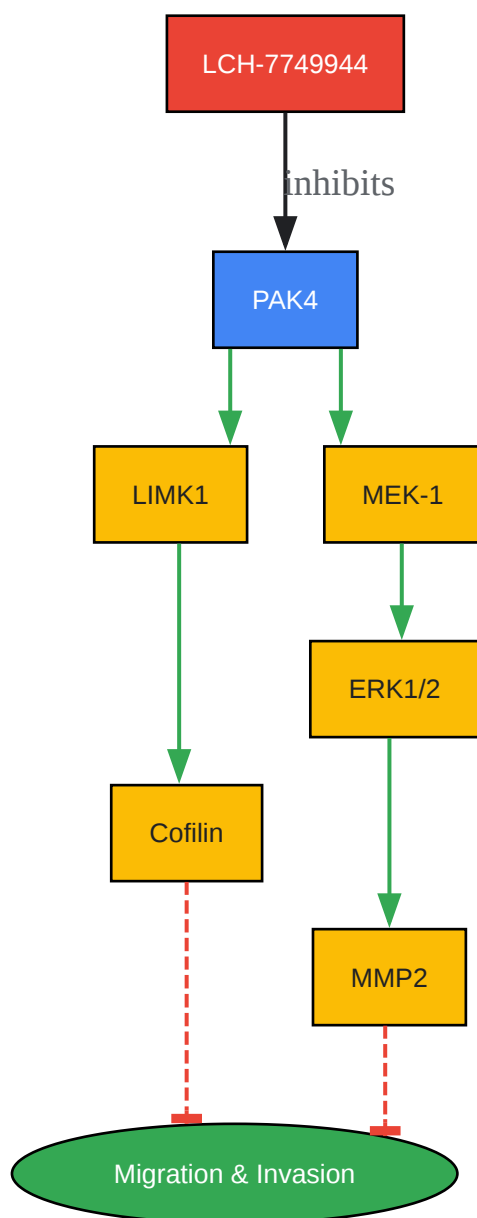 LCH-7749944
inhibits
PAK4
LIMK1
MEK-1
ERK1/2
Cofilin
MMP2
Migration & Invasion